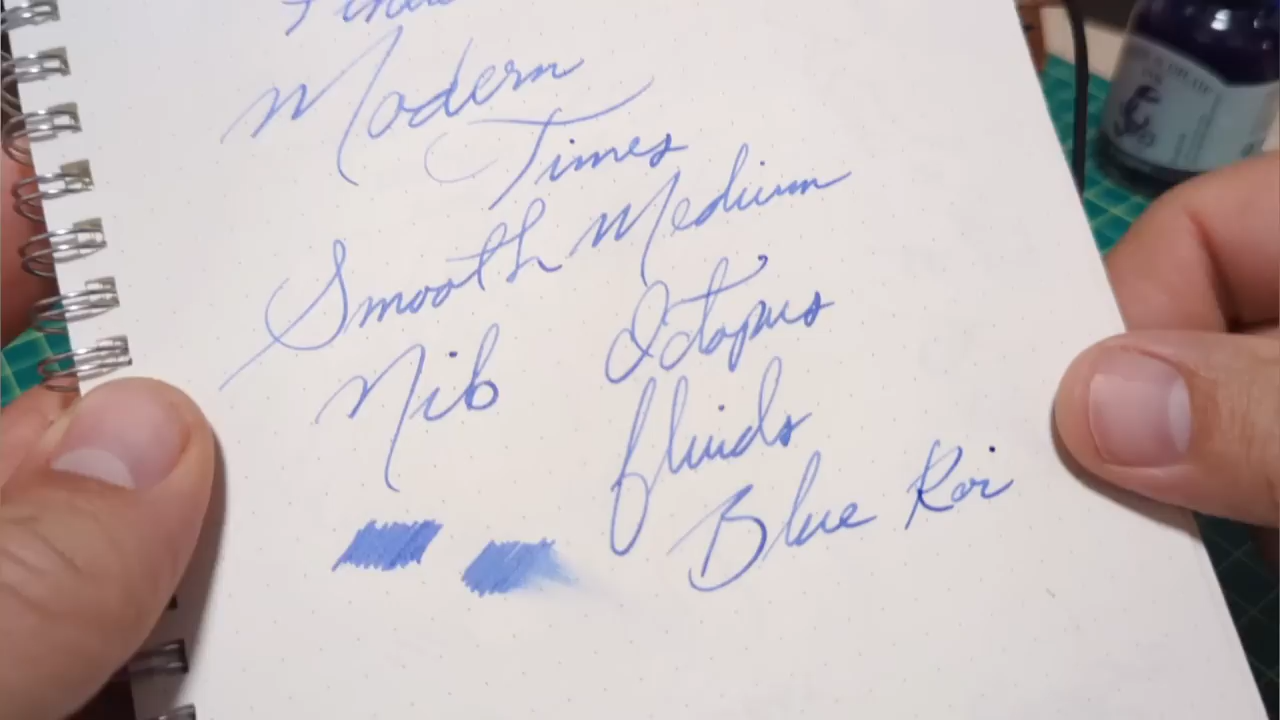 Modern
Times
Smooth Medium
Nib
Octopus
fluids
Blue Koi